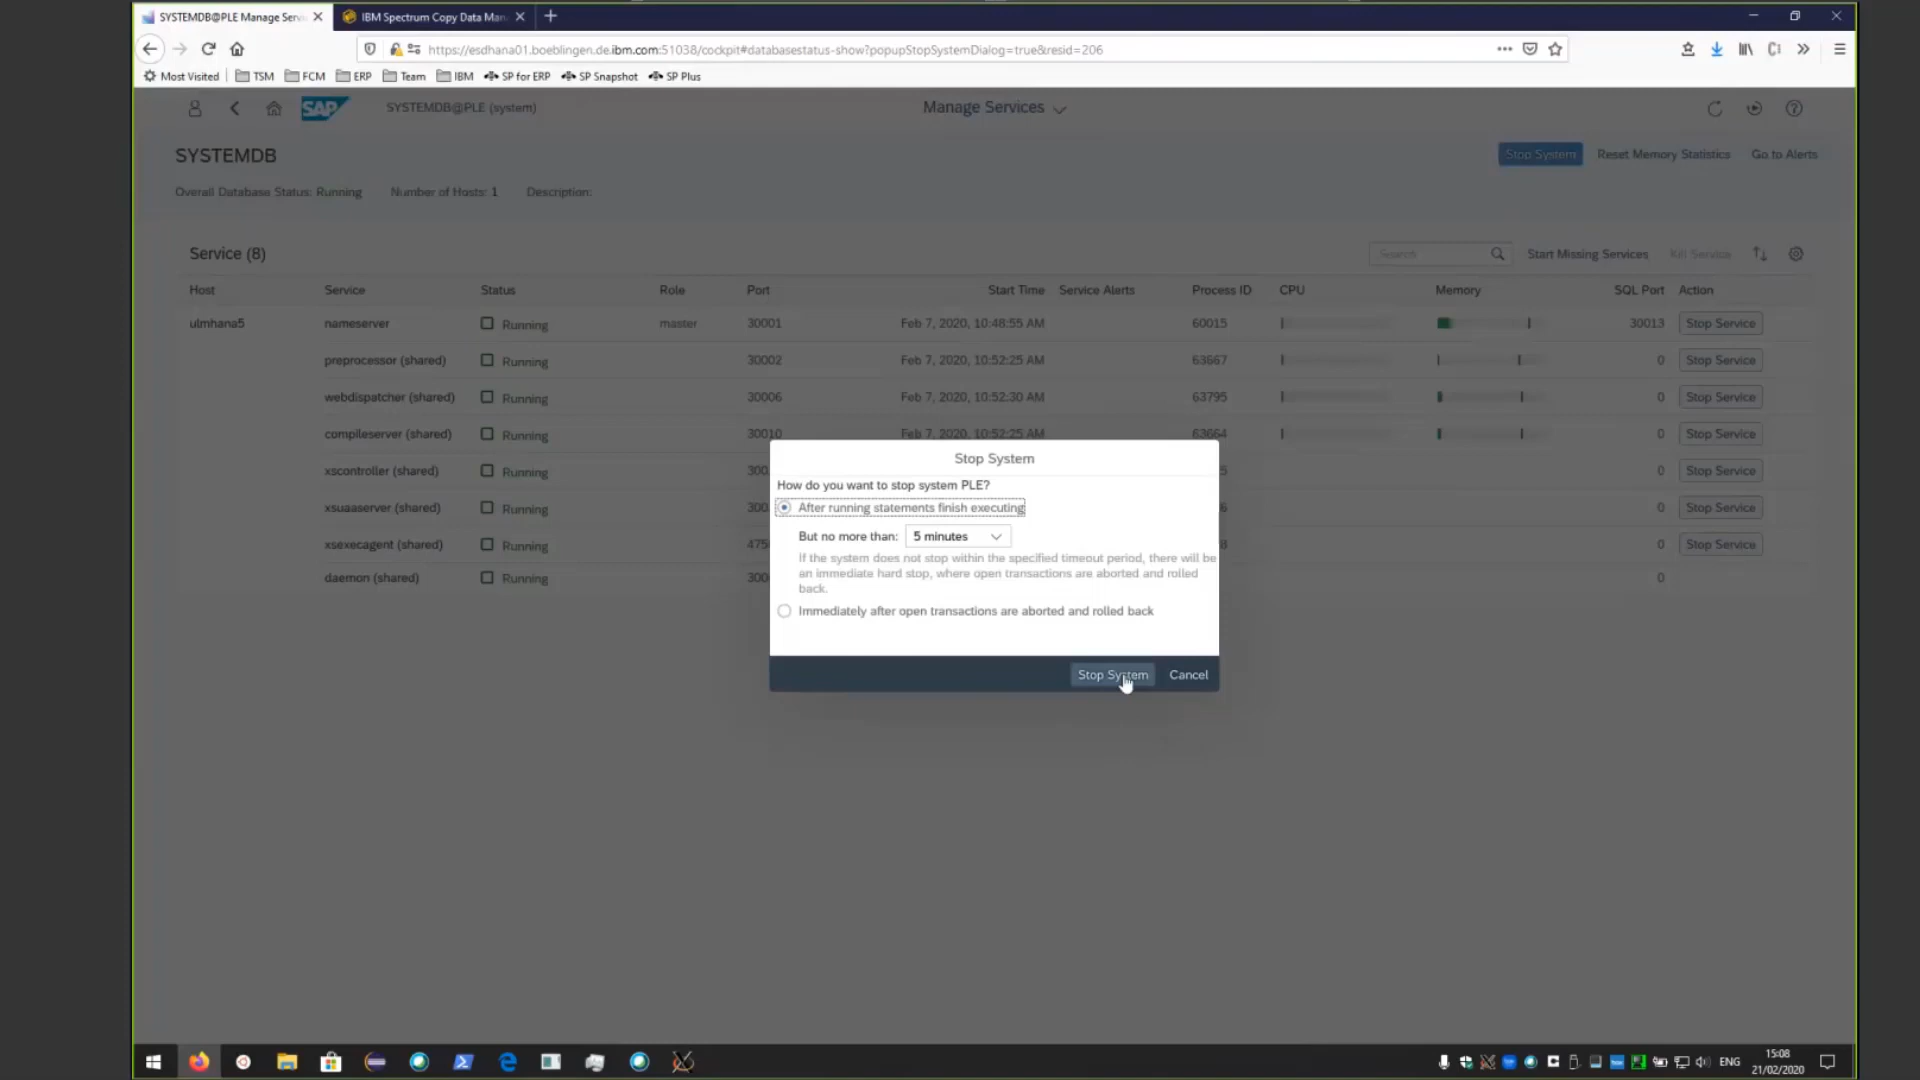 SYSTEMDB@PLE Manage Servi
IBM Spectrum Copy Data Man
https://esdhana01.boeblingen.de.ibm.com:51038/cockpit#databasestatus-show?popupStopSystemDialog=true&resid=206
Most Visited TSM FCM ERP Team IBM SP for ERP SP Snapshot SP Plus
SAP SYSTEMDB@PLE (system) Manage Services
SYSTEMDB Stop System Reset Memory Statistics Go to Alerts
Overall Database Status: Running Number of Hosts: 1 Description:
Service (8) Search Start Missing Services Kill Service
Host Service Status Role Port Start Time Service Alerts Process ID CPU Memory SQL Port Action
ulmhana5 nameserver Running master 30001 Feb 7, 2020, 10:48:55 AM 60015 30013 Stop Service
preprocessor (shared) Running 30002 Feb 7, 2020, 10:52:25 AM 63667 0 Stop Service
webdispatcher (shared) Running 30006 Feb 7, 2020, 10:52:30 AM 63795 0 Stop Service
compileserver (shared) Running 30010 Feb 7, 2020, 10:52:25 AM 63664 0 Stop Service
xscontroller (shared) Running 300 5 0 Stop Service
xsuaaserver (shared) Running 300 6 0 Stop Service
xsexecagent (shared) Running 475 8 0 Stop Service
daemon (shared) Running 300 0
Stop System
How do you want to stop system PLE?
After running statements finish executing
But no more than: 5 minutes
If the system does not stop within the specified timeout period, there will be
an immediate hard stop, where open transactions are aborted and rolled
back.
Immediately after open transactions are aborted and rolled back
Stop System Cancel
ENG 15:08
21/02/2020